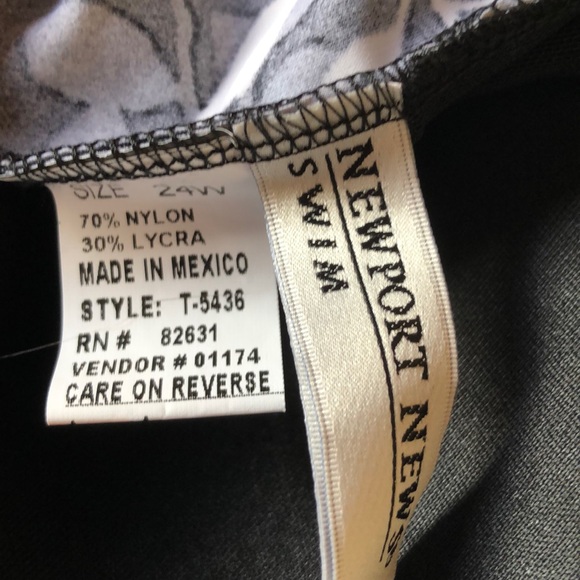 SIZE 24W
70% NYLON
30% LYCRA
MADE IN MEXICO
STYLE: T-5436
RN # 82631
VENDOR # 01174
CARE ON REVERSE
NEWPORT NEWS
SWIM